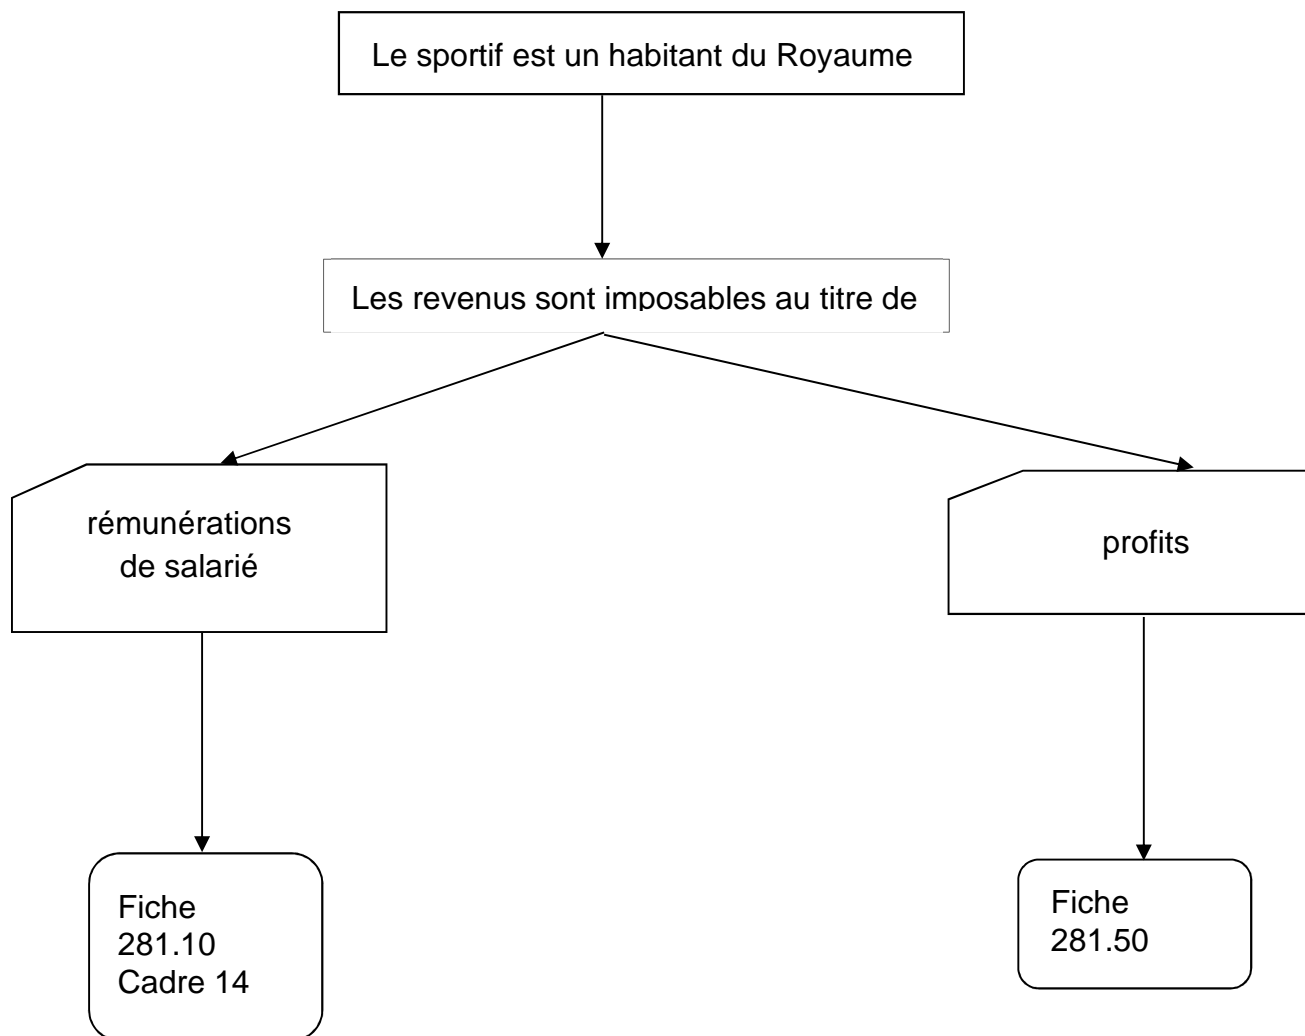 Le sportif est un habitant du Royaume
Les revenus sont imposables au titre de
rémunérations
de salarié
profits
Fiche
281.10
Cadre 14
Fiche
281.50